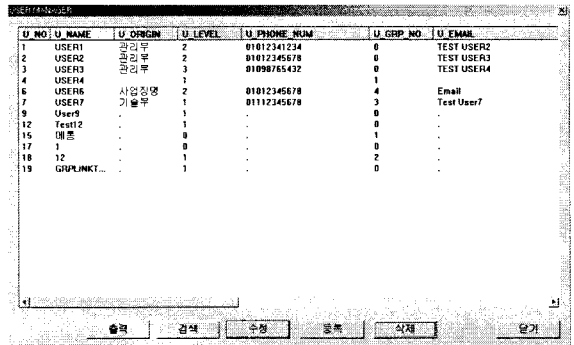 USER MANAGER
U_NO U_NAME U_ORIGIN U_LEVEL U_PHONE_NUM U_GRP_NO U_EMAIL
1 USER1 관리부 2 01012341234 0 TEST USER2
2 USER2 관리부 2 01012345678 0 TEST USER3
3 USER3 관리부 3 01098765432 0 TEST USER4
4 USER4 . 1 . 1 .
6 USER6 사업장명 2 01012345678 4 Email
7 USER7 기술부 1 01112345678 3 Test User7
9 User9 . 1 . 0 .
12 Test12 . 1 . 0 .
15 메롱 . 0 . 1 .
17 1 . 0 . 0 .
18 12 . 1 . 2 .
19 GRPLINKT... . 1 . 0 .
출력 검색 수정 등록 삭제 닫기